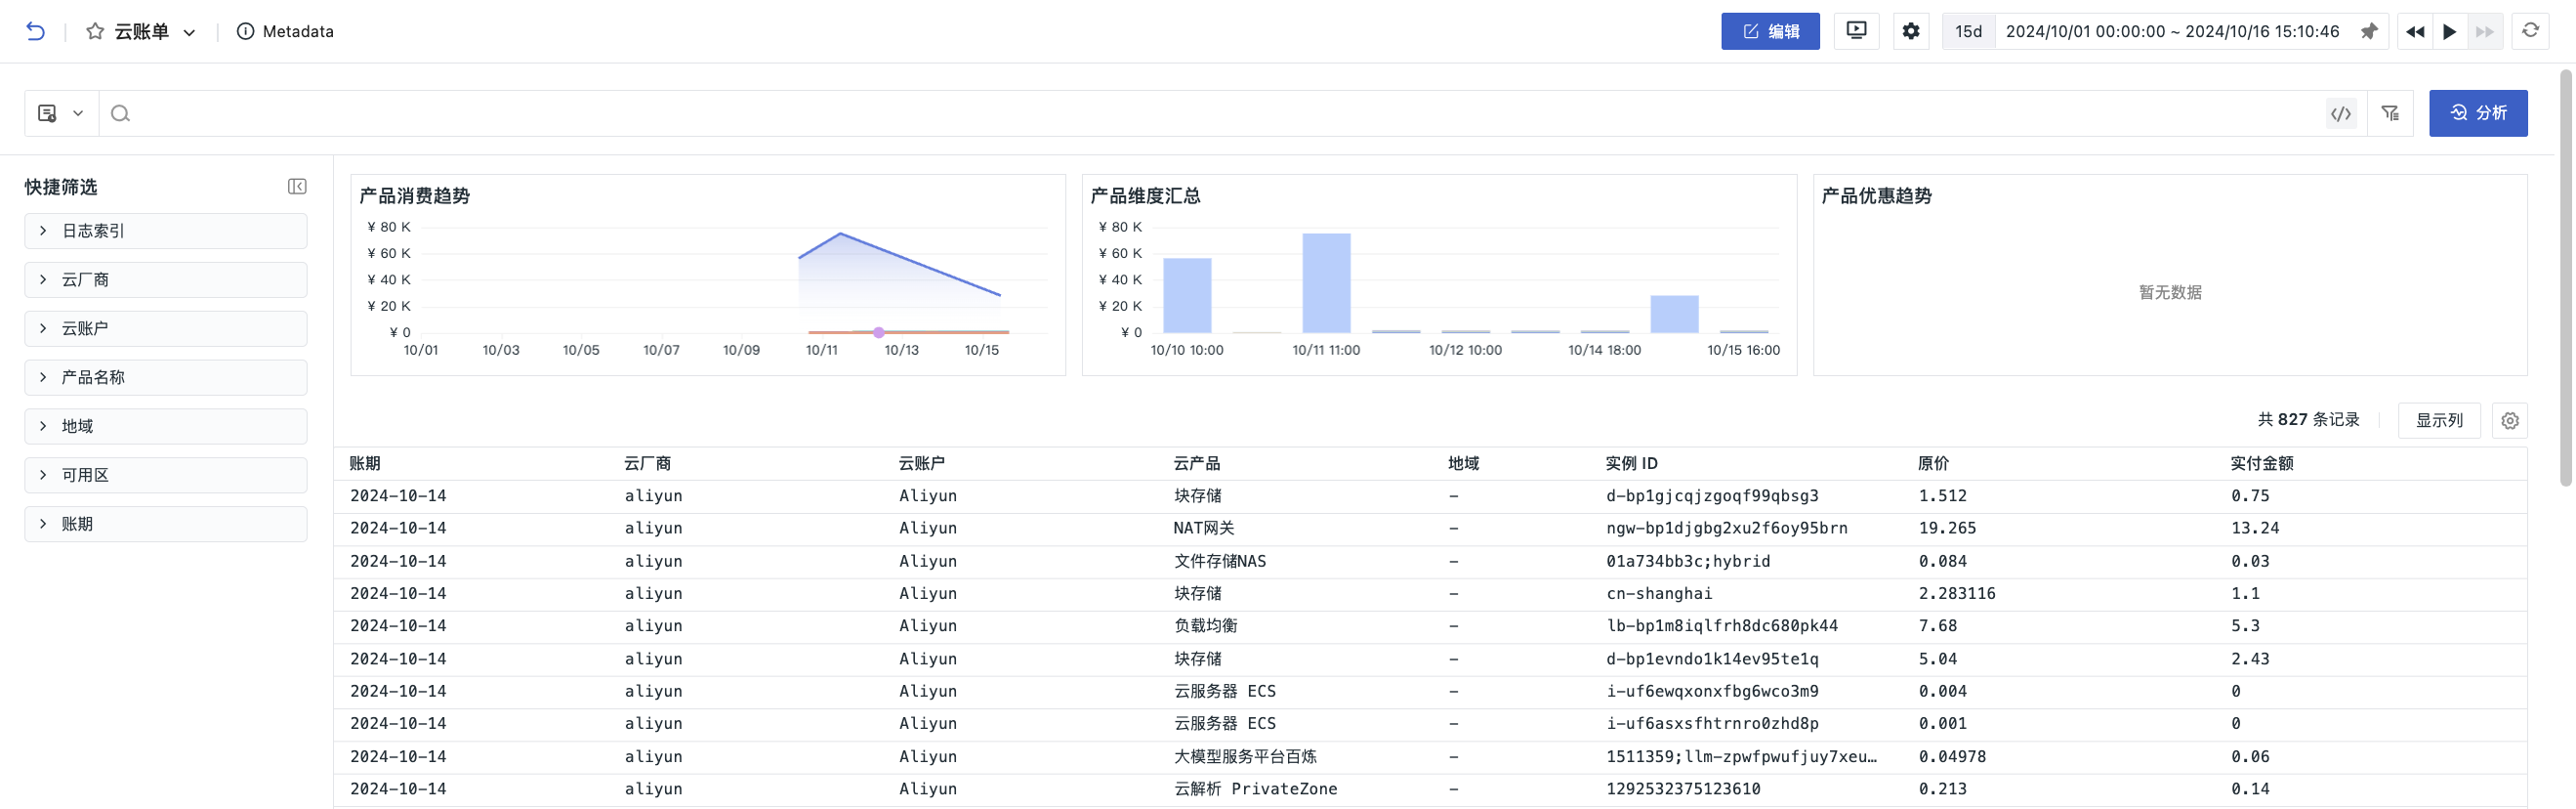 云账单
Metadata
编辑
15d 2024/10/01 00:00:00 ~ 2024/10/16 15:10:46
分析
快捷筛选
日志索引
云厂商
云账户
产品名称
地域
可用区
账期
产品消费趋势
¥ 80 K
¥ 60 K
¥ 40 K
¥ 20 K
¥ 0
10/01 10/03 10/05 10/07 10/09 10/11 10/13 10/15
产品维度汇总
¥ 80 K
¥ 60 K
¥ 40 K
¥ 20 K
¥ 0
10/10 10:00 10/11 11:00 10/12 10:00 10/14 18:00 10/15 16:00
产品优惠趋势
暂无数据
共 827 条记录 显示列
账期 云厂商 云账户 云产品 地域 实例 ID 原价 实付金额
2024-10-14 aliyun Aliyun 块存储 – d-bp1gjcqjzgoqf99qbsg3 1.512 0.75
2024-10-14 aliyun Aliyun NAT网关 – ngw-bp1djgbg2xu2f6oy95brn 19.265 13.24
2024-10-14 aliyun Aliyun 文件存储NAS – 01a734bb3c;hybrid 0.084 0.03
2024-10-14 aliyun Aliyun 块存储 – cn-shanghai 2.283116 1.1
2024-10-14 aliyun Aliyun 负载均衡 – lb-bp1m8iqlfrh8dc680pk44 7.68 5.3
2024-10-14 aliyun Aliyun 块存储 – d-bp1evndo1k14ev95te1q 5.04 2.43
2024-10-14 aliyun Aliyun 云服务器 ECS – i-uf6ewqxonxfbg6wco3m9 0.004 0
2024-10-14 aliyun Aliyun 云服务器 ECS – i-uf6asxsfhtrnro0zhd8p 0.001 0
2024-10-14 aliyun Aliyun 大模型服务平台百炼 – 1511359;llm-zpwfpwufjuy7xeu… 0.04978 0.06
2024-10-14 aliyun Aliyun 云解析 PrivateZone – 1292532375123610 0.213 0.14